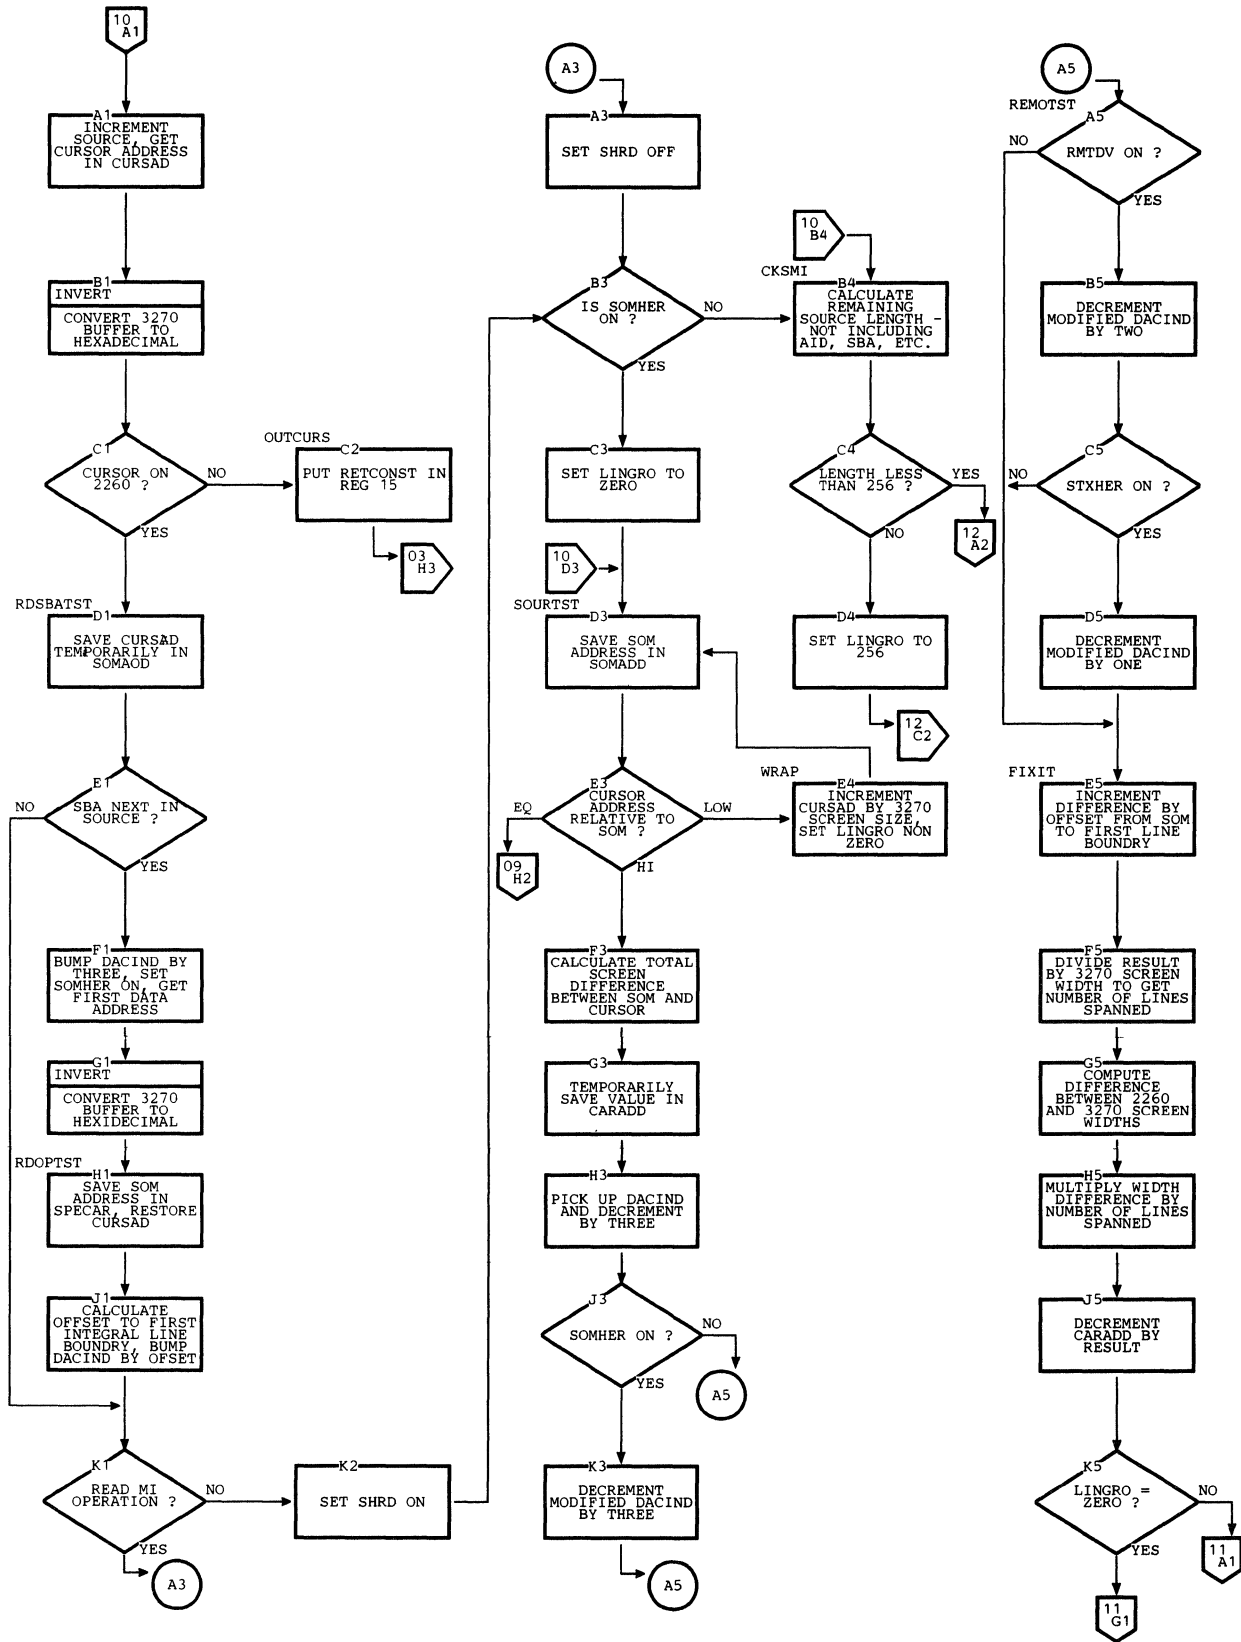 10
A1
A1
INCREMENT
SOURCE, GET
CURSOR ADDRESS
IN CURSAD
B1
INVERT
CONVERT 3270
BUFFER TO
HEXADECIMAL
C1
CURSOR ON
2260 ?
NO
YES
OUTCURS
C2
PUT RETCONST IN
REG 15
03
H3
RDSBATST
D1
SAVE CURSAD
TEMPORARILY IN
SOMAOD
E1
SBA NEXT IN
SOURCE ?
NO
YES
F1
BUMP DACIND BY
THREE, SET
SOMHER ON, GET
FIRST DATA
ADDRESS
G1
INVERT
CONVERT 3270
BUFFER TO
HEXIDECIMAL
RDOPTST
H1
SAVE SOM
ADDRESS IN
SPECAR, RESTORE
CURSAD
J1
CALCULATE
OFFSET TO FIRST
INTEGRAL LINE
BOUNDRY, BUMP
DACIND BY OFSET
K1
READ MI
OPERATION ?
NO
YES
A3
K2
SET SHRD ON
A3
A3
SET SHRD OFF
B3
IS SOMHER
ON ?
NO
YES
C3
SET LINGRO TO
ZERO
10
D3
SOURTST
D3
SAVE SOM
ADDRESS IN
SOMADD
E3
CURSOR
ADDRESS
RELATIVE TO
SOM ?
EQ
LOW
HI
09
H2
F3
CALCULATE TOTAL
SCREEN
DIFFERENCE
BETWEEN SOM AND
CURSOR
G3
TEMPORARILY
SAVE VALUE IN
CARADD
H3
PICK UP DACIND
AND DECREMENT
BY THREE
J3
SOMHER ON ?
NO
YES
A5
K3
DECREMENT
MODIFIED DACIND
BY THREE
A5
10
B4
CKSMI
B4
CALCULATE
REMAINING
SOURCE LENGTH -
NOT INCLUDING
AID, SBA, ETC.
C4
LENGTH LESS
THAN 256 ?
YES
NO
12
A2
D4
SET LINGRO TO
256
12
C2
WRAP
E4
INCREMENT
CURSAD BY 3270
SCREEN SIZE,
SET LINGRO NON
ZERO
A5
REMOTST
A5
RMTDV ON ?
NO
YES
B5
DECREMENT
MODIFIED DACIND
BY TWO
C5
STXHER ON ?
NO
YES
D5
DECREMENT
MODIFIED DACIND
BY ONE
FIXIT
E5
INCREMENT
DIFFERENCE BY
OFFSET FROM SOM
TO FIRST LINE
BOUNDRY
F5
DIVIDE RESULT
BY 3270 SCREEN
WIDTH TO GET
NUMBER OF LINES
SPANNED
G5
COMPUTE
DIFFERENCE
BETWEEN 2260
AND 3270 SCREEN
WIDTHS
H5
MULTIPLY WIDTH
DIFFERENCE BY
NUMBER OF LINES
SPANNED
J5
DECREMENT
CARADD BY
RESULT
K5
LINGRO =
ZERO ?
NO
YES
11
A1
11
G1